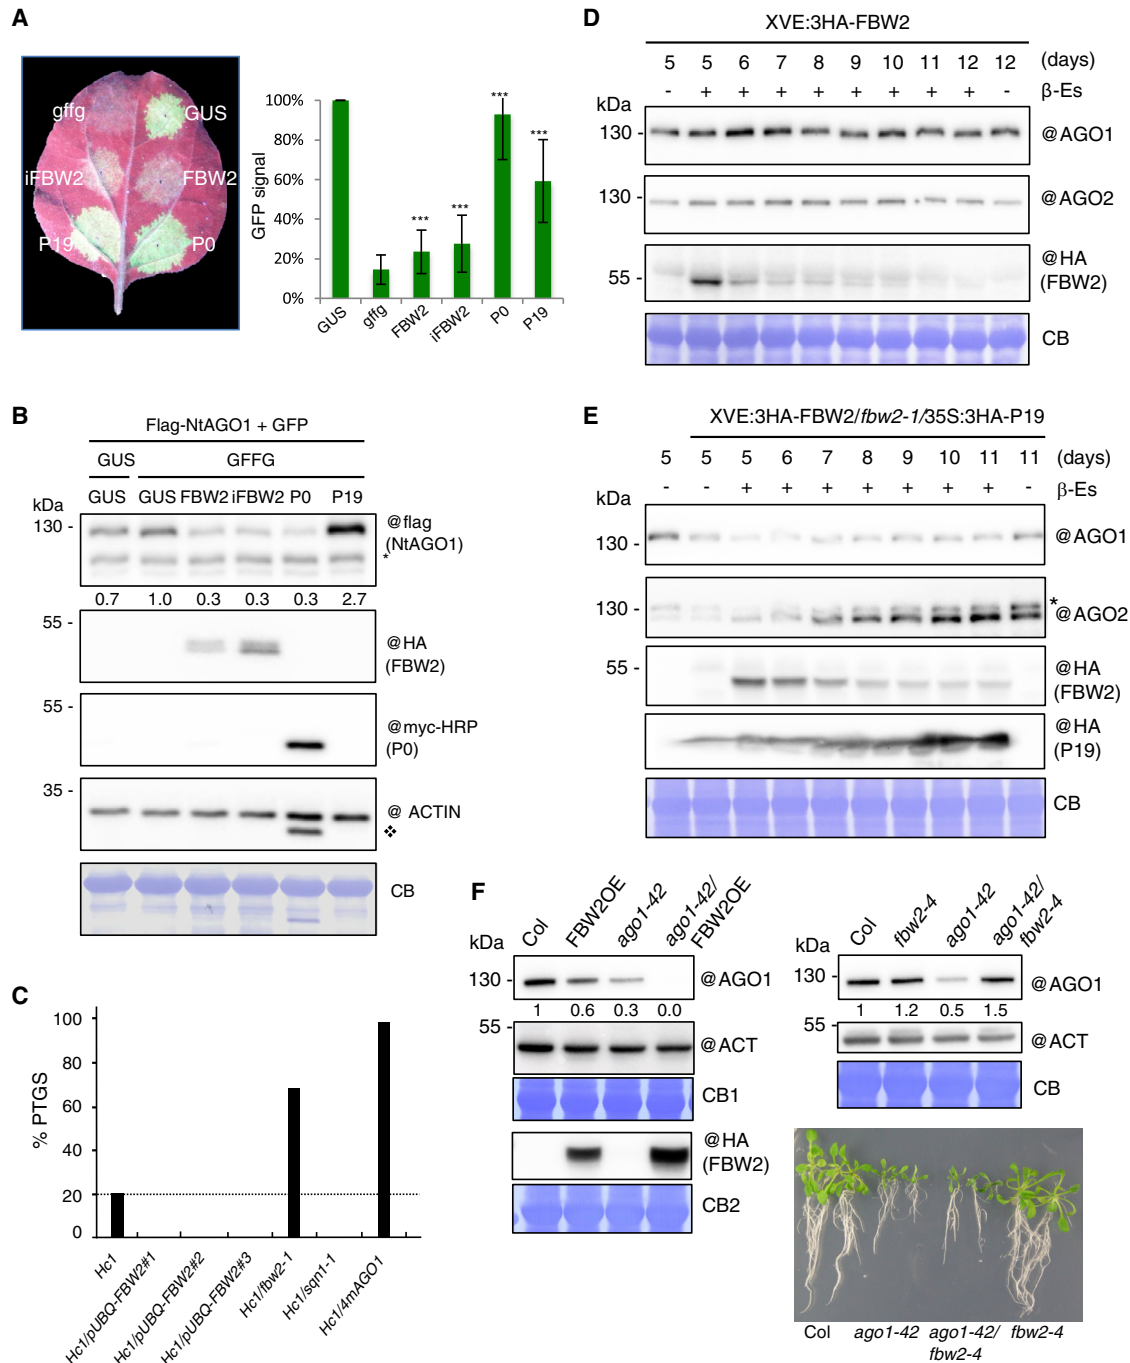 A
gffg
GUS
iFBW2
FBW2
P19
P0
GFP signal
100%
80%
60%
40%
20%
0%
***
***
***
***
GUS
gffg
FBW2
iFBW2
P0
P19
B
Flag-NtAGO1 + GFP
GUS
GFFG
kDa
GUS GUS FBW2 iFBW2 P0 P19
130 -
@flag
(NtAGO1)
*
0.7 1.0 0.3 0.3 0.3 2.7
55 -
@HA
(FBW2)
55 -
@myc-HRP
(P0)
35 -
@ ACTIN
❖
CB
C
% PTGS
100
80
60
40
20
0
Hc1
Hc1/pUBQ-FBW2#1
Hc1/pUBQ-FBW2#2
Hc1/pUBQ-FBW2#3
Hc1/fbw2-1
Hc1/sqn1-1
Hc1/4mAGO1
D
XVE:3HA-FBW2
5 5 6 7 8 9 10 11 12 12 (days)
- + + + + + + + + - β-Es
kDa
130 -
@AGO1
130 -
@AGO2
55 -
@HA
(FBW2)
CB
E
XVE:3HA-FBW2/fbw2-1/35S:3HA-P19
5 5 6 7 8 9 10 11 11 (days)
5
- - + + + + + + + - β-Es
kDa
130 -
@AGO1
130 -
*
@AGO2
55 -
@HA
(FBW2)
@HA
(P19)
CB
F
kDa
Col
FBW2OE
ago1-42
ago1-42/
FBW2OE
130 -
@AGO1
1 0.6 0.3 0.0
55 -
@ACT
CB1
@HA
(FBW2)
CB2
kDa
Col
fbw2-4
ago1-42
ago1-42/
fbw2-4
130 -
@AGO1
1 1.2 0.5 1.5
55 -
@ACT
CB
Col ago1-42 ago1-42/ fbw2-4
fbw2-4